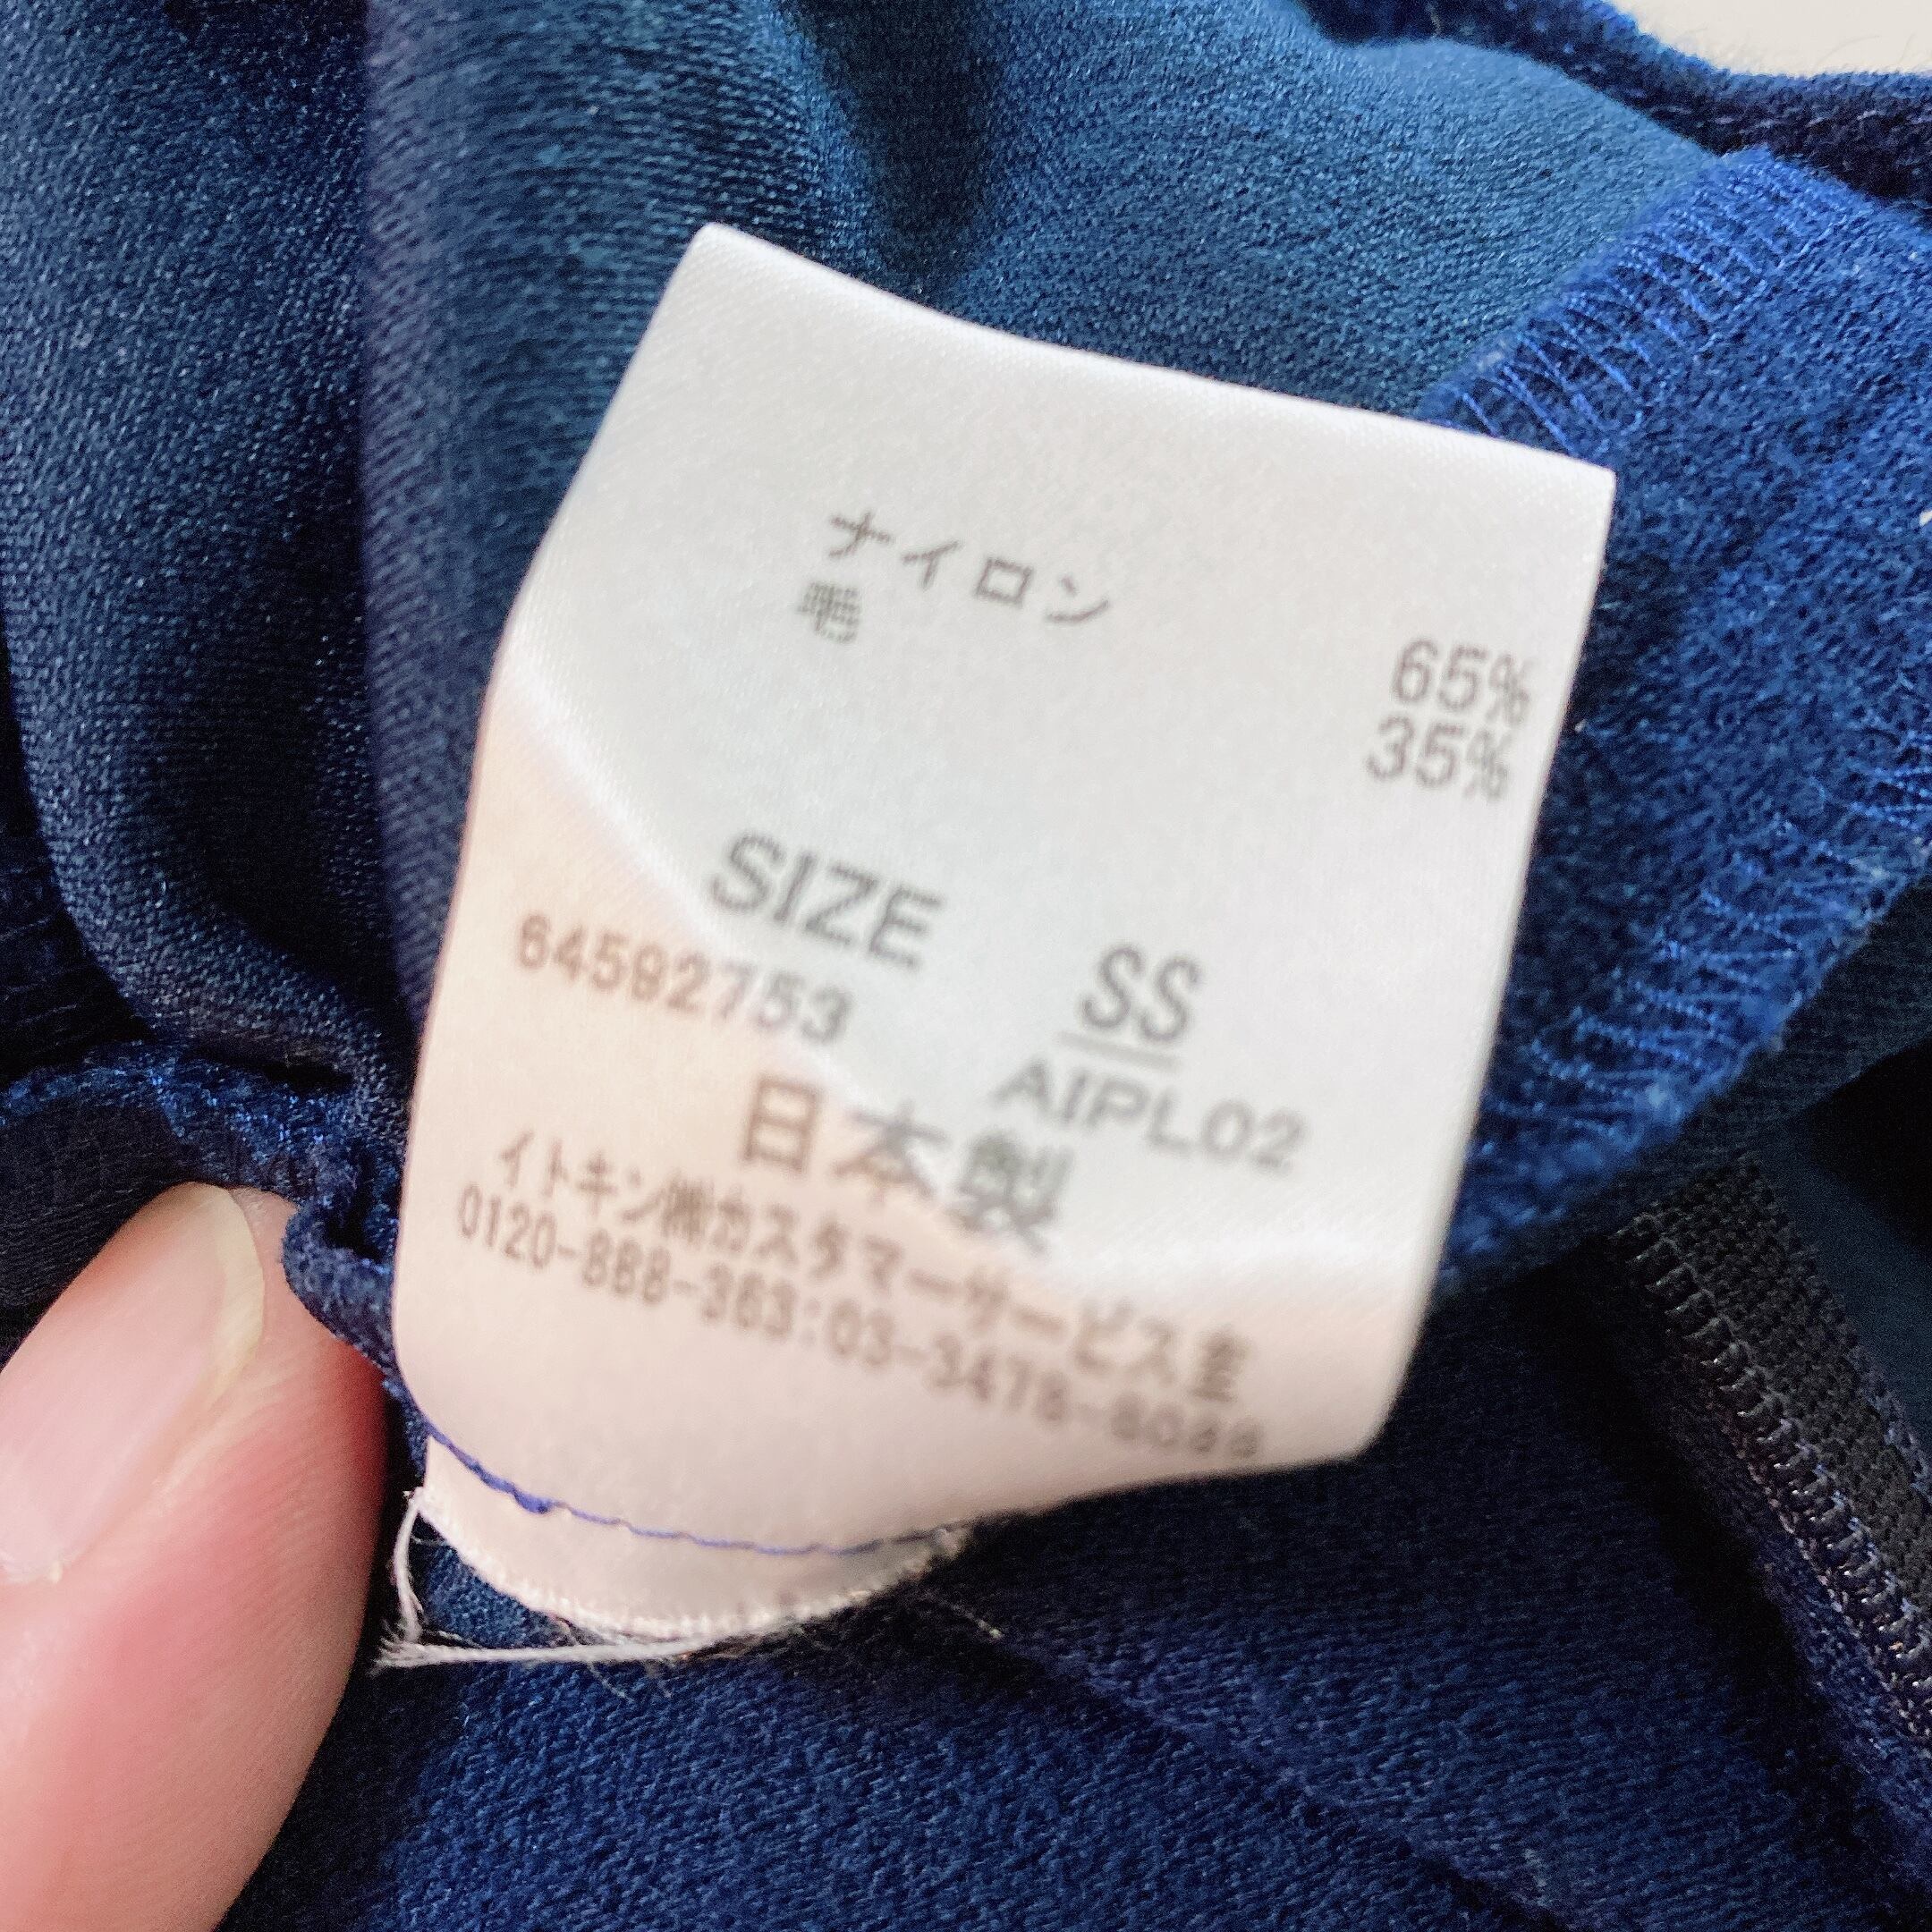 ナイロン 65%
毛 35%
SIZE SS
64592753 AIPL02
日本製
イトキン㈱カスタマーサービス室
0120-888-363:03-3478-8088